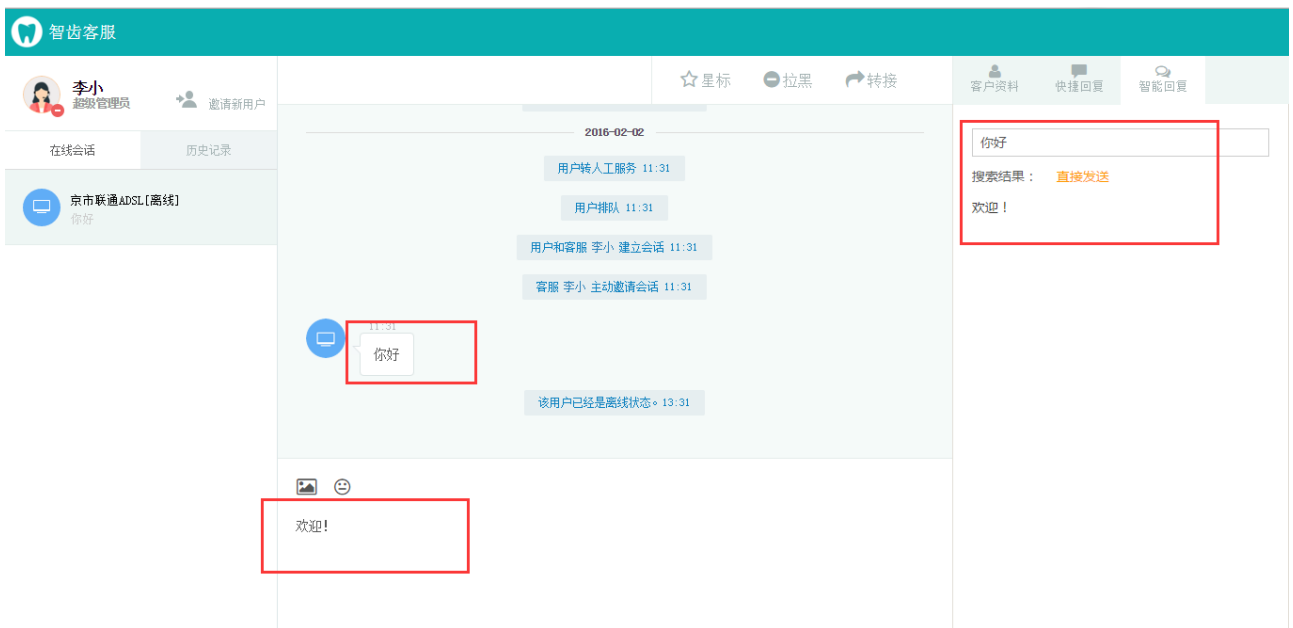 智齿客服
李小
超级管理员
邀请新用户
星标
拉黑
转接
客户资料
快捷回复
智能回复
在线会话
历史记录
京市联通ADSL[离线]
你好
2016-02-02
用户转人工服务 11:31
用户排队 11:31
用户和客服 李小 建立会话 11:31
客服 李小 主动邀请会话 11:31
11:31
你好
该用户已经是离线状态。13:31
欢迎!
你好
搜索结果： 直接发送
欢迎！